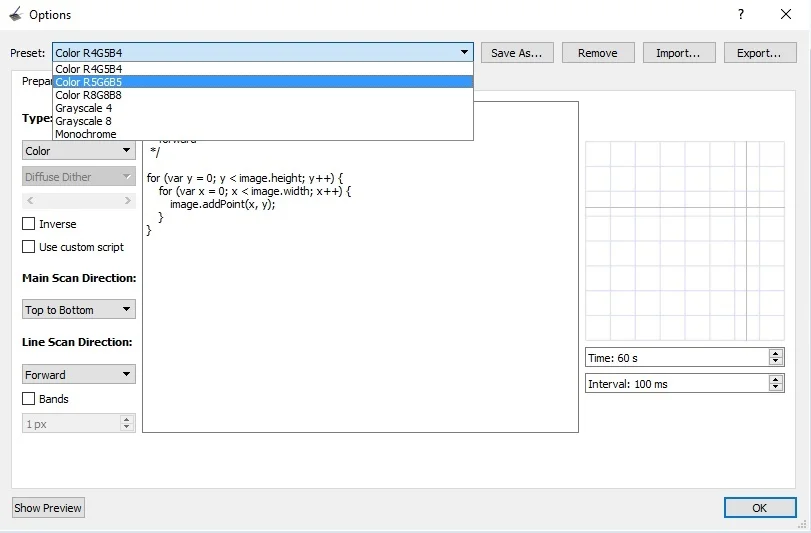 Options
?
Preset: Color R4G5B4 Save As... Remove Import... Export...
Color R4G5B4
Color R5G6B5
Color R8G8B8
Grayscale 4
Grayscale 8
Monochrome
Type:
Color
Diffuse Dither
Inverse
Use custom script
Main Scan Direction:
Top to Bottom
Line Scan Direction:
Forward
Bands
1 px
*/
for (var y = 0; y < image.height; y++) {
for (var x = 0; x < image.width; x++) {
image.addPoint(x, y);
}
}
Time: 60 s
Interval: 100 ms
Show Preview
OK